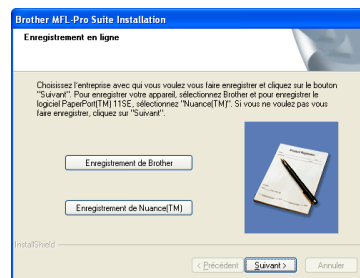 Brother MFL-Pro Suite Installation
Enregistrement en ligne
Choisissez l'entreprise avec qui vous voulez vous faire enregistrer et cliquez sur le bouton
"Suivant". Pour enregistrer votre appareil, sélectionnez Brother et pour enregistrer le
logiciel PaperPort(TM) 11SE, sélectionnez "Nuance(TM)". Si vous ne voulez pas vous
faire enregistrer, cliquez sur "Suivant".
Enregistrement de Brother
Enregistrement de Nuance(TM)
InstallShield
< Précédent Suivant > Annuler